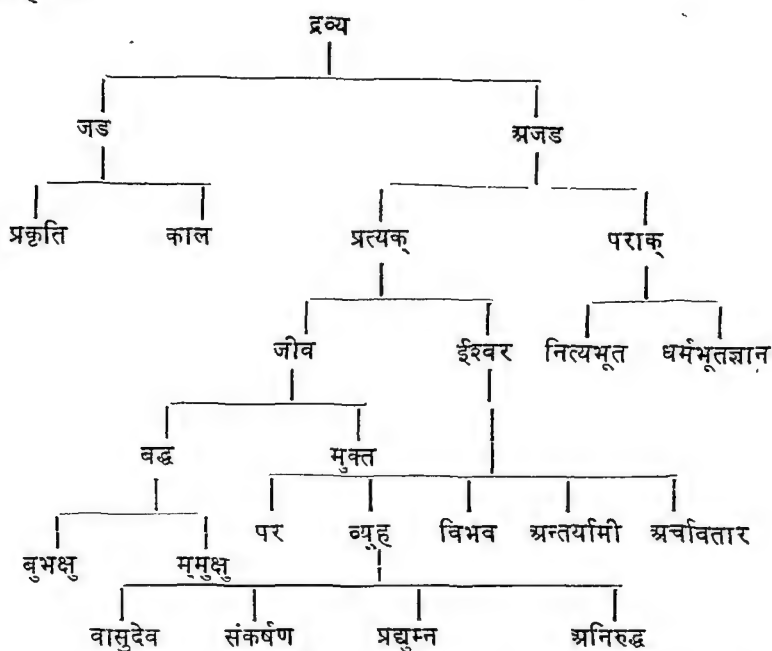 द्रव्य
जड अजड
प्रकृति काल प्रत्यक् पराक्
जीव ईश्वर नित्यभूत धर्मभूतज्ञान
बद्ध मुक्त
पर व्यूह विभव अन्तर्यामी अर्चावतार
बुभक्षु मुमुक्षु
वासुदेव संकर्षण प्रद्युम्न अनिरुद्ध